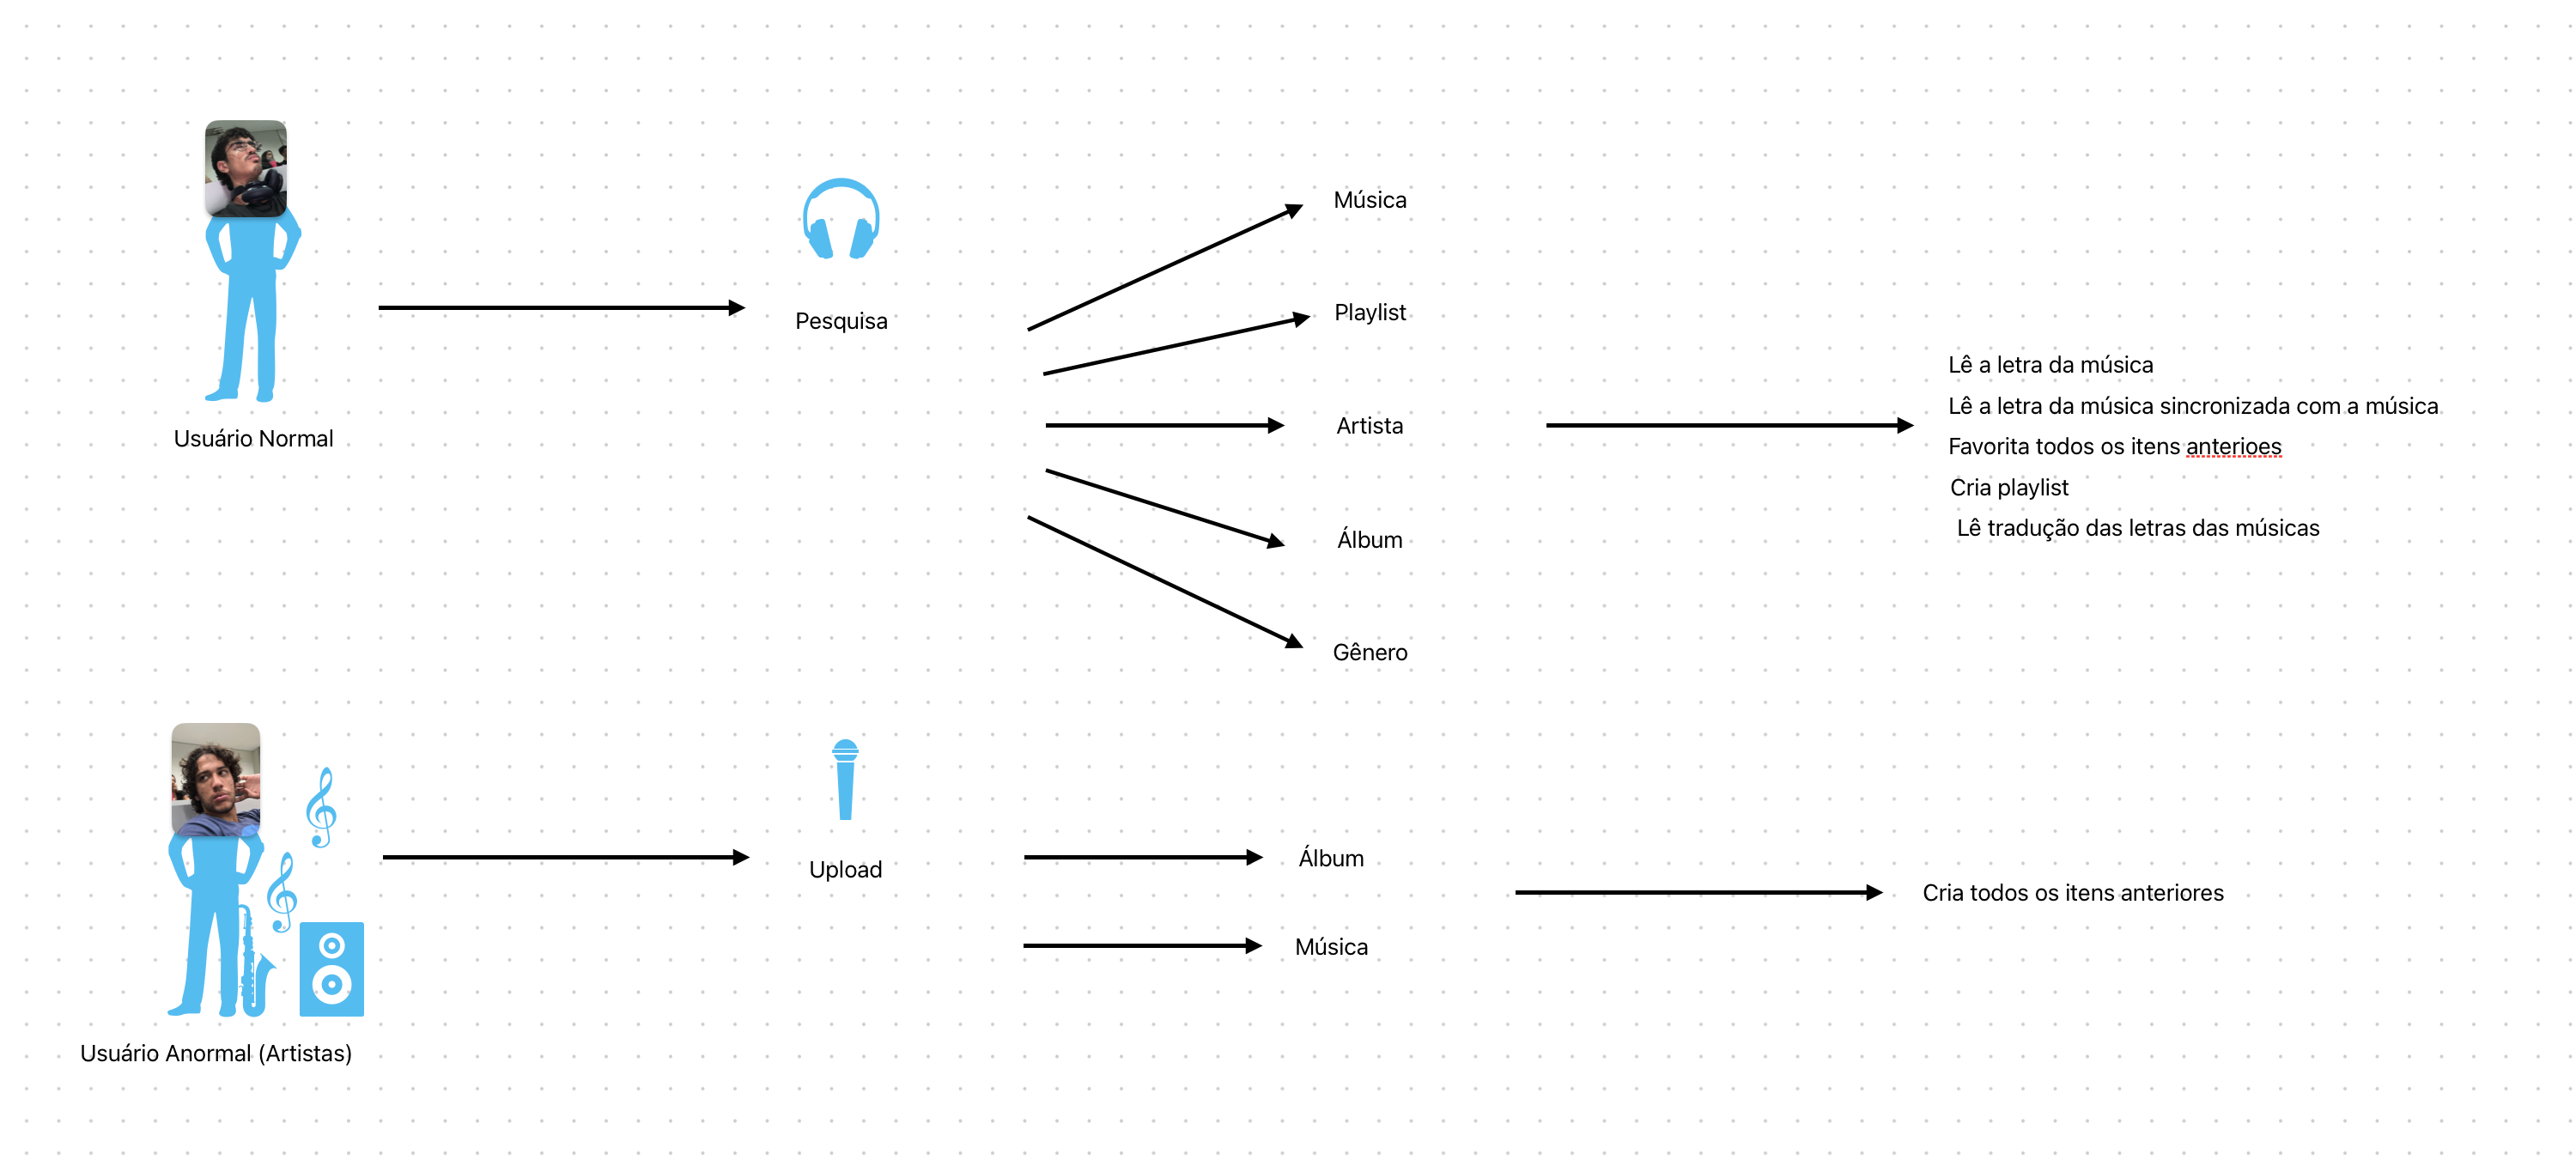 Usuário Normal
Pesquisa
Música
Playlist
Artista
Álbum
Gênero
Lê a letra da música
Lê a letra da música sincronizada com a música
Favorita todos os itens anterioes
Cria playlist
Lê tradução das letras das músicas
Usuário Anormal (Artistas)
Upload
Álbum
Música
Cria todos os itens anteriores